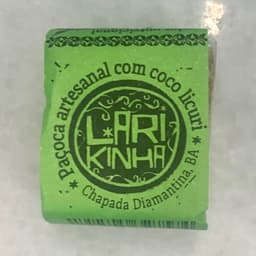 * Paçoca artesanal com coco licuri *
LARI
KINHA
Chapada Diamantina, BA